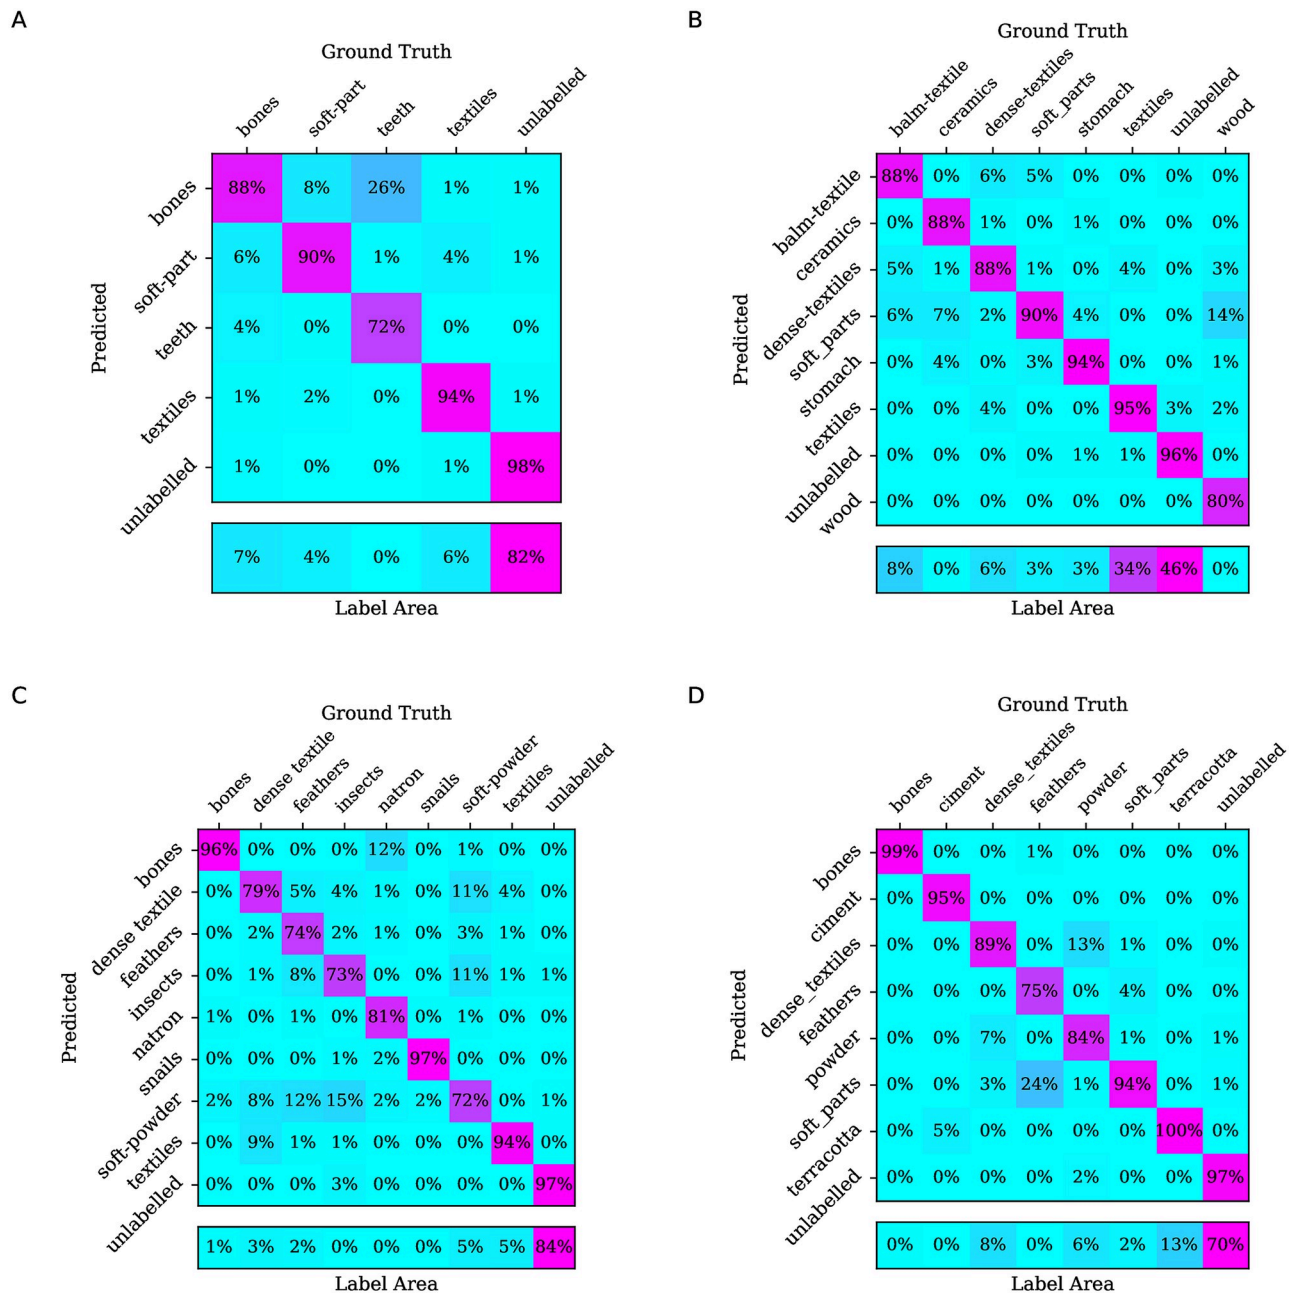 A
Ground Truth
bones soft-part teeth textiles unlabelled
Predicted
bones 88% 8% 26% 1% 1%
soft-part 6% 90% 1% 4% 1%
teeth 4% 0% 72% 0% 0%
textiles 1% 2% 0% 94% 1%
unlabelled 1% 0% 0% 1% 98%
7% 4% 0% 6% 82%
Label Area
B
Ground Truth
balm-textile ceramics dense-textiles soft_parts stomach textiles unlabelled wood
Predicted
balm-textile 88% 0% 6% 5% 0% 0% 0% 0%
ceramics 0% 88% 1% 0% 1% 0% 0% 0%
dense-textiles 5% 1% 88% 1% 0% 4% 0% 3%
soft_parts 6% 7% 2% 90% 4% 0% 0% 14%
stomach 0% 4% 0% 3% 94% 0% 0% 1%
textiles 0% 0% 4% 0% 0% 95% 3% 2%
unlabelled 0% 0% 0% 0% 1% 1% 96% 0%
wood 0% 0% 0% 0% 0% 0% 0% 80%
8% 0% 6% 3% 3% 34% 46% 0%
Label Area
C
Ground Truth
bones dense textile feathers insects natron snails soft-powder textiles unlabelled
Predicted
bones 96% 0% 0% 0% 12% 0% 1% 0% 0%
dense textile 0% 79% 5% 4% 1% 0% 11% 4% 0%
feathers 0% 2% 74% 2% 1% 0% 3% 1% 0%
insects 0% 1% 8% 73% 0% 0% 11% 1% 1%
natron 1% 0% 1% 0% 81% 0% 1% 0% 0%
snails 0% 0% 0% 1% 2% 97% 0% 0% 0%
soft-powder 2% 8% 12% 15% 2% 2% 72% 0% 1%
textiles 0% 9% 1% 1% 0% 0% 0% 94% 0%
unlabelled 0% 0% 0% 3% 0% 0% 0% 0% 97%
1% 3% 2% 0% 0% 0% 5% 5% 84%
Label Area
D
Ground Truth
bones ciment dense_textiles feathers powder soft_parts terracotta unlabelled
Predicted
bones 99% 0% 0% 1% 0% 0% 0% 0%
ciment 0% 95% 0% 0% 0% 0% 0% 0%
dense_textiles 0% 0% 89% 0% 13% 1% 0% 0%
feathers 0% 0% 0% 75% 0% 4% 0% 0%
powder 0% 0% 7% 0% 84% 1% 0% 1%
soft_parts 0% 0% 3% 24% 1% 94% 0% 1%
terracotta 0% 5% 0% 0% 0% 0% 100% 0%
unlabelled 0% 0% 0% 0% 2% 0% 0% 97%
0% 0% 8% 0% 6% 2% 13% 70%
Label Area